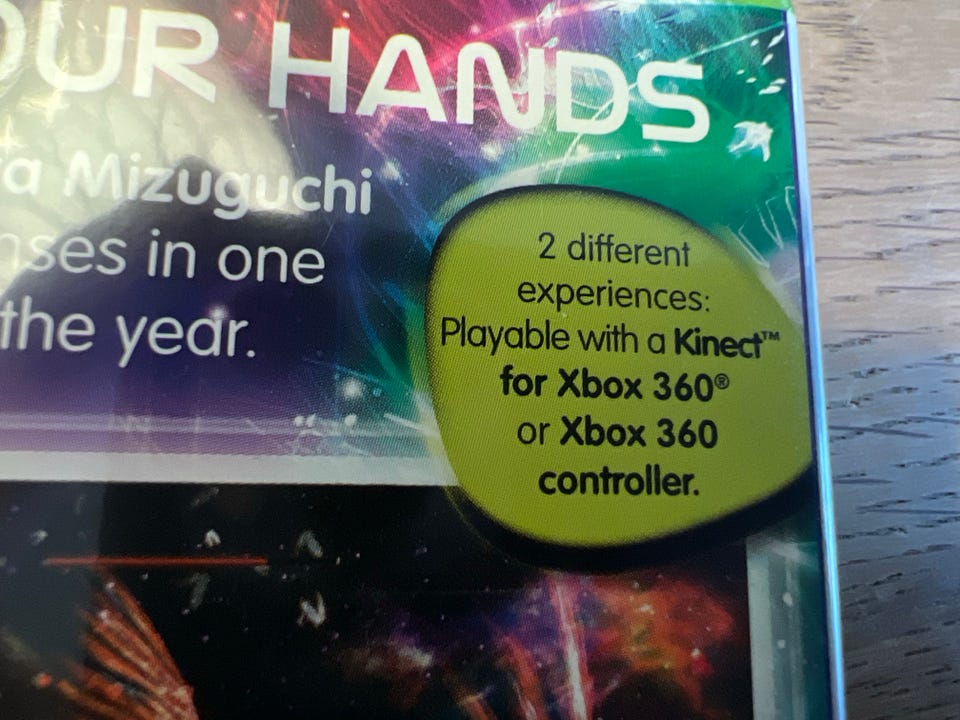 OUR HANDS
a Mizuguchi
nses in one
the year.
2 different
experiences:
Playable with a Kinect™
for Xbox 360®
or Xbox 360
controller.